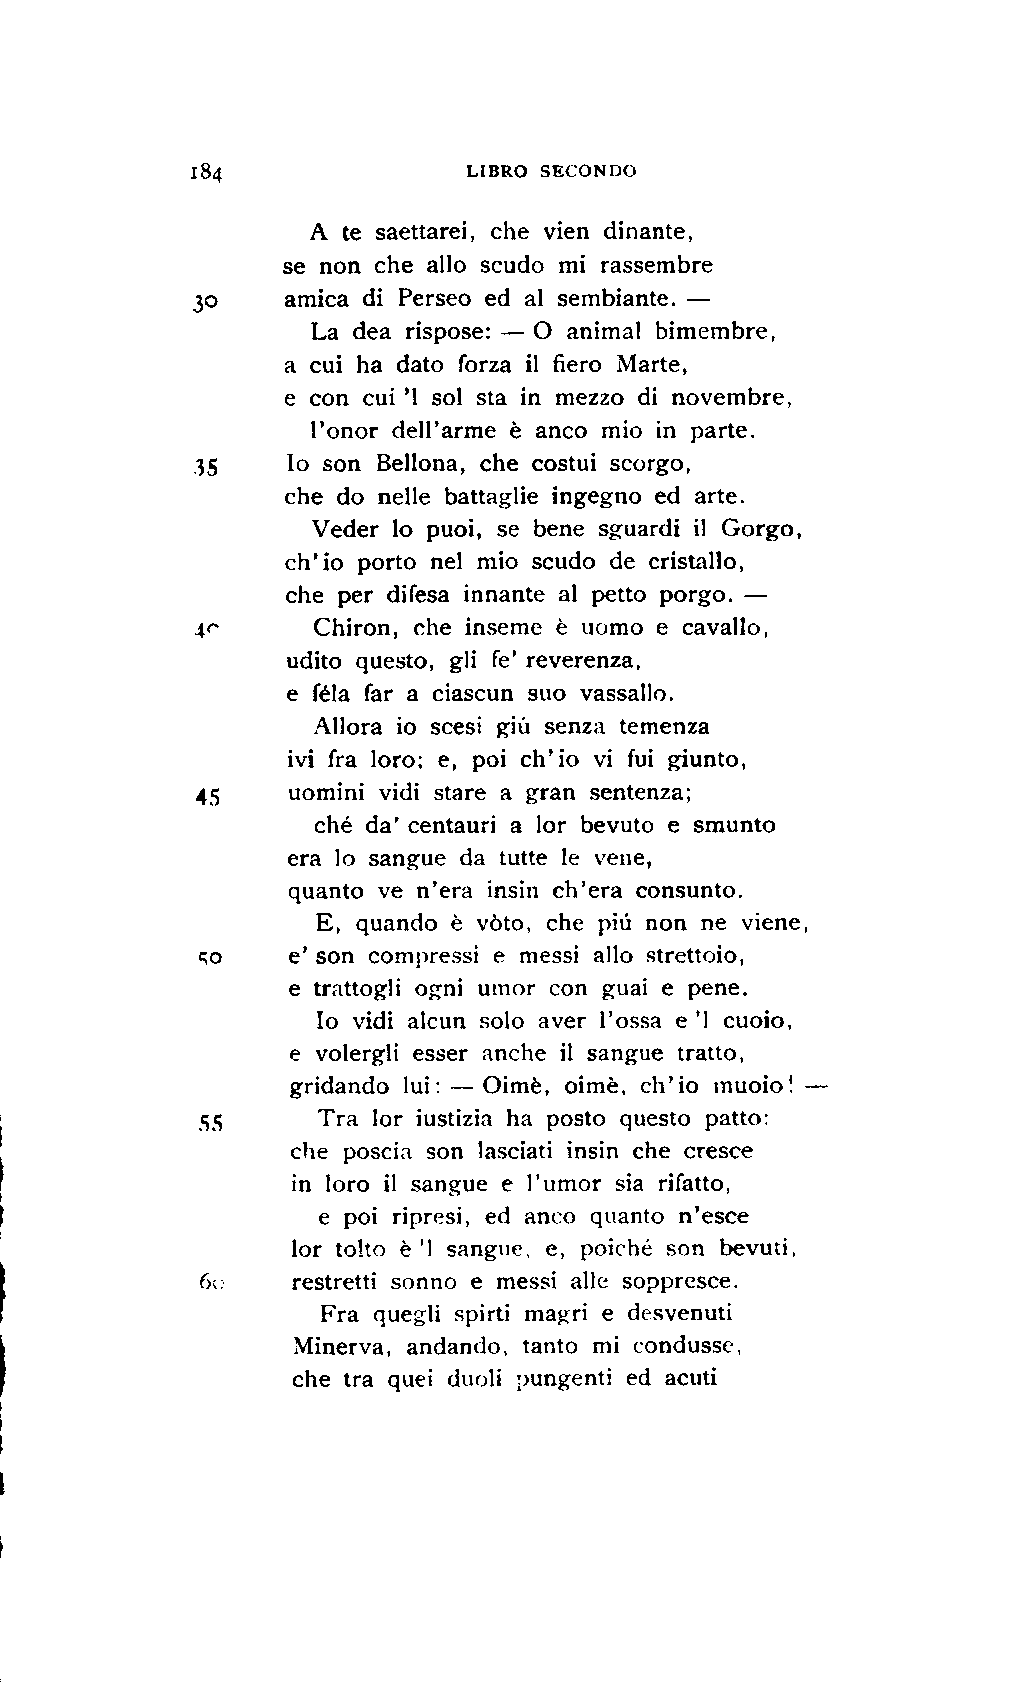 184 LIBRO SECONDO
A te saettarei, che vien dinante,
se non che allo scudo mi rassembre
30 amica di Perseo ed al sembiante. —
La dea rispose: — O animal bimembre,
a cui ha dato forza il fiero Marte,
e con cui 'l sol sta in mezzo di novembre,
l'onor dell'arme è anco mio in parte.
35 Io son Bellona, che costui scorgo,
che do nelle battaglie ingegno ed arte.
Veder lo puoi, se bene sguardi il Gorgo,
ch'io porto nel mio scudo de cristallo,
che per difesa innante al petto porgo. —
40 Chiron, che inseme è uomo e cavallo,
udito questo, gli fe' reverenza,
e féla far a ciascun suo vassallo.
Allora io scesi giú senza temenza
ivi fra loro; e, poi ch'io vi fui giunto,
45 uomini vidi stare a gran sentenza;
ché da' centauri a lor bevuto e smunto
era lo sangue da tutte le vene,
quanto ve n'era insin ch'era consunto.
E, quando è vòto, che piú non ne viene,
50 e' son compressi e messi allo strettoio,
e trattogli ogni umor con guai e pene.
Io vidi alcun solo aver l'ossa e 'l cuoio,
e volergli esser anche il sangue tratto,
gridando lui: — Oimè, oimè, ch'io muoio! —
55 Tra lor iustizia ha posto questo patto:
che poscia son lasciati insin che cresce
in loro il sangue e l'umor sia rifatto,
e poi ripresi, ed anco quanto n'esce
lor tolto è 'l sangue, e, poiché son bevuti,
60 restretti sonno e messi alle soppresce.
Fra quegli spirti magri e desvenuti
Minerva, andando, tanto mi condusse,
che tra quei duoli pungenti ed acuti